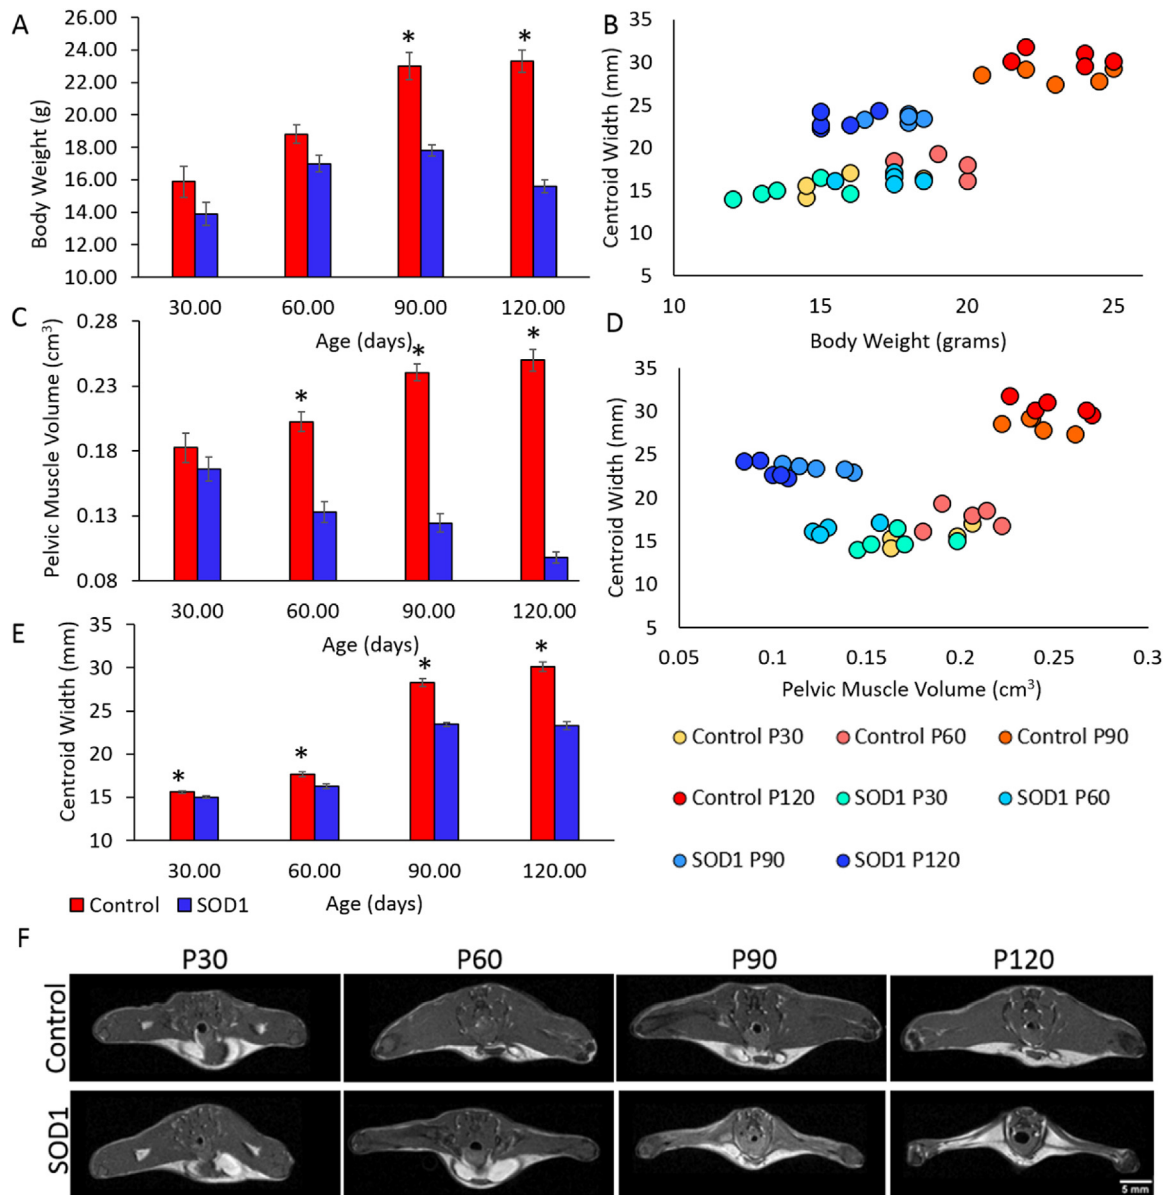 A
26.00
24.00
22.00
20.00
18.00
16.00
14.00
12.00
10.00
Body Weight (g)
*
*
30.00 60.00 90.00 120.00
Age (days)
B
35
30
25
20
15
10
5
Centroid Width (mm)
10 15 20 25
Body Weight (grams)
C
0.28
0.23
0.18
0.13
0.08
Pelvic Muscle Volume (cm³)
*
*
*
30.00 60.00 90.00 120.00
Age (days)
D
35
30
25
20
15
10
5
Centroid Width (mm)
0.05 0.1 0.15 0.2 0.25 0.3
Pelvic Muscle Volume (cm³)
E
35
30
25
20
15
10
Centroid Width (mm)
*
*
*
*
30.00 60.00 90.00 120.00
Control SOD1 Age (days)
Control P30 Control P60 Control P90
Control P120 SOD1 P30 SOD1 P60
SOD1 P90 SOD1 P120
F
P30 P60 P90 P120
Control
SOD1
5 mm